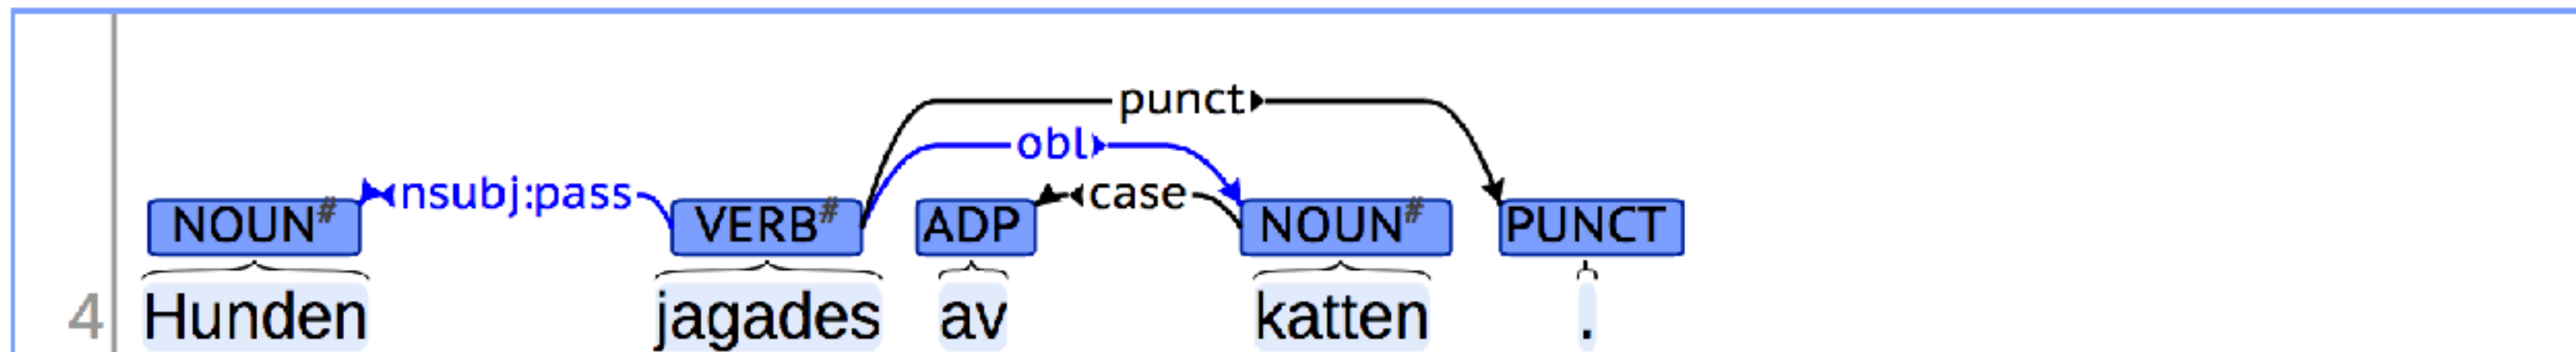 punct
obl
nsubj:pass case
NOUN# VERB# ADP NOUN# PUNCT
4 Hunden jagades av katten .